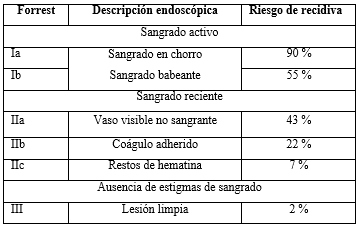 Forrest Descripción endoscópica Riesgo de recidiva
Sangrado activo
Ia Sangrado en chorro 90 %
Ib Sangrado babeante 55 %
Sangrado reciente
IIa Vaso visible no sangrante 43 %
IIb Coágulo adherido 22 %
IIc Restos de hematina 7 %
Ausencia de estigmas de sangrado
III Lesión limpia 2 %